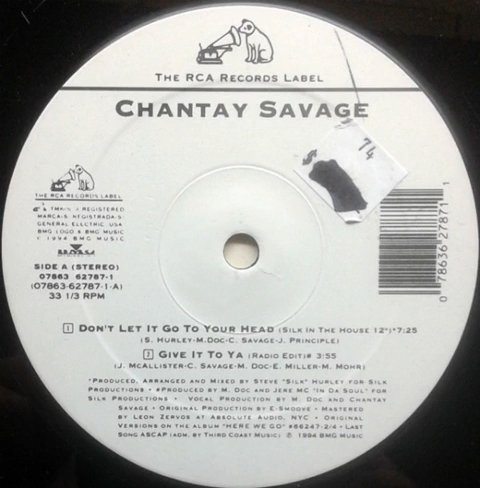 THE RCA RECORDS LABEL
CHANTAY SAVAGE
74
THE RCA RECORDS LABEL
TMK(S) ® REGISTERED
MARCA(S) REGISTRADA(S)
GENERAL ELECTRIC, USA
BMG LOGO ® BMG MUSIC
© 1994 BMG MUSIC
BMG
SIDE A (STEREO)
07863 62787-1
(07863-62787-1-A)
33 1/3 RPM
0 78636 27871 1
1 DON'T LET IT GO TO YOUR HEAD (SILK IN THE HOUSE 12")*7:25
(S. HURLEY-M.DOC-C. SAVAGE-J. PRINCIPLE)
2 GIVE IT TO YA (RADIO EDIT)# 3:55
(J. MCALLISTER-C. SAVAGE-M. DOC-E. MILLER-M. MOHR)
*PRODUCED, ARRANGED AND MIXED BY STEVE "SILK" HURLEY FOR SILK
PRODUCTIONS • #PRODUCED BY M. DOC AND JERE MC "IN DA SOUL" FOR
SILK PRODUCTIONS • VOCAL PRODUCTION BY M. DOC AND CHANTAY
SAVAGE • ORIGINAL PRODUCTION BY E-SMOOVE • MASTERED
BY LEON ZERVOS AT ABSOLUTE AUDIO, NYC • ORIGINAL
VERSIONS ON THE ALBUM "HERE WE GO" #66247-2/4 • LAST
SONG ASCAP (ADM. BY THIRD COAST MUSIC) ℗ 1994 BMG MUSIC